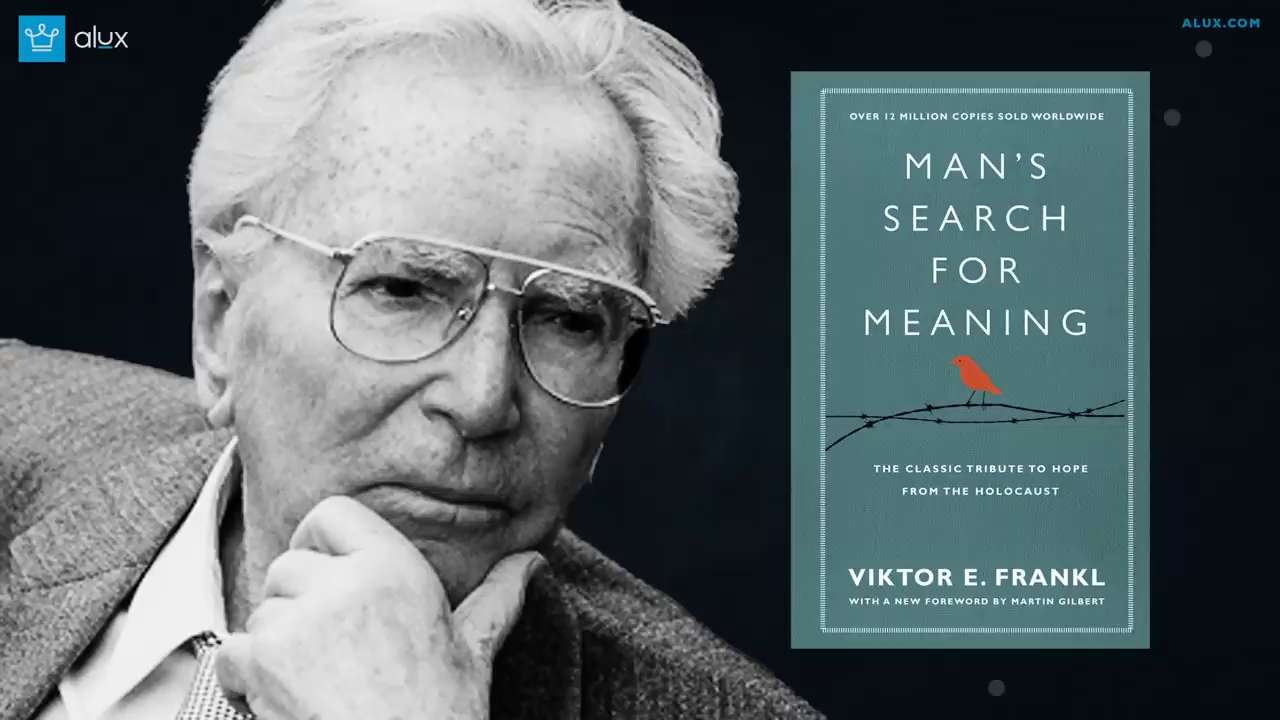 alux
ALUX.COM
OVER 12 MILLION COPIES SOLD WORLDWIDE
MAN'S
SEARCH
FOR
MEANING
THE CLASSIC TRIBUTE TO HOPE
FROM THE HOLOCAUST
VIKTOR E. FRANKL
WITH A NEW FOREWORD BY MARTIN GILBERT